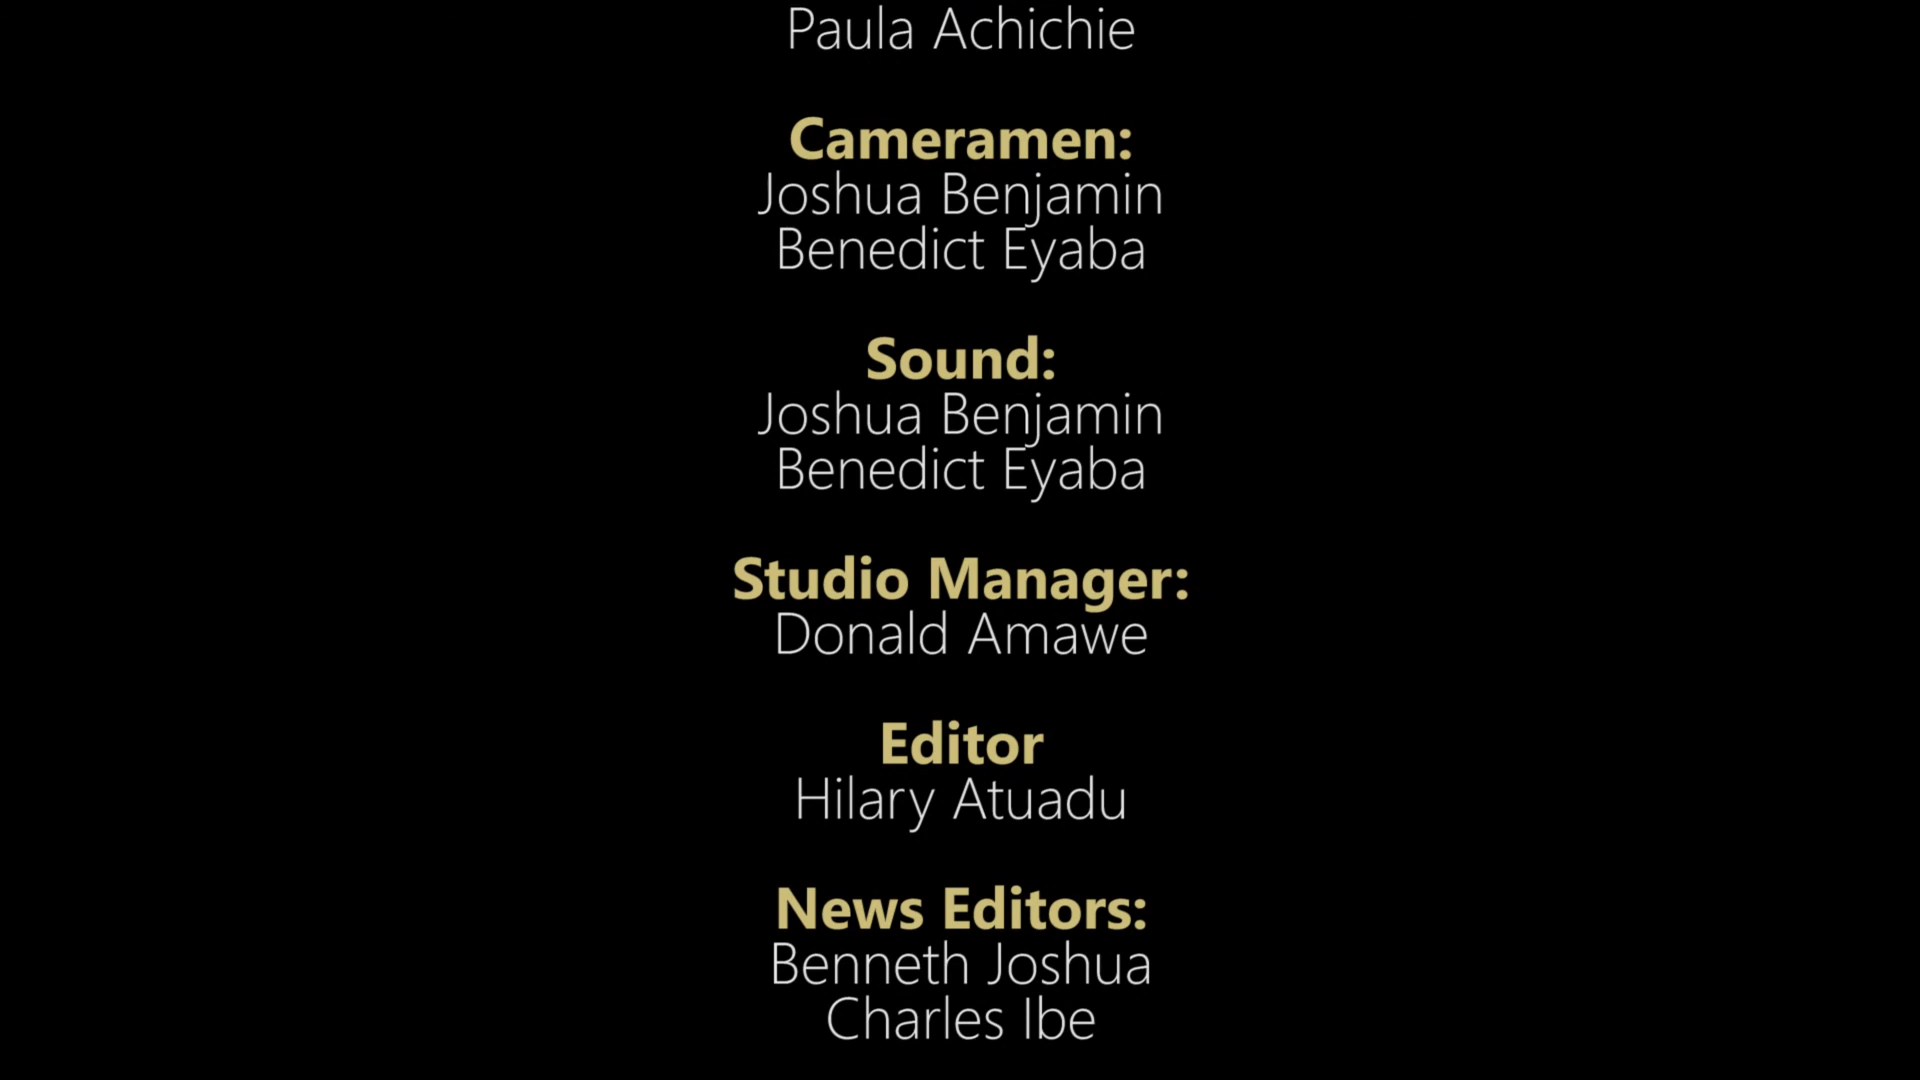 Paula Achichie
Cameramen:
Joshua Benjamin
Benedict Eyaba
Sound:
Joshua Benjamin
Benedict Eyaba
Studio Manager:
Donald Amawe
Editor
Hilary Atuadu
News Editors:
Benneth Joshua
Charles Ibe